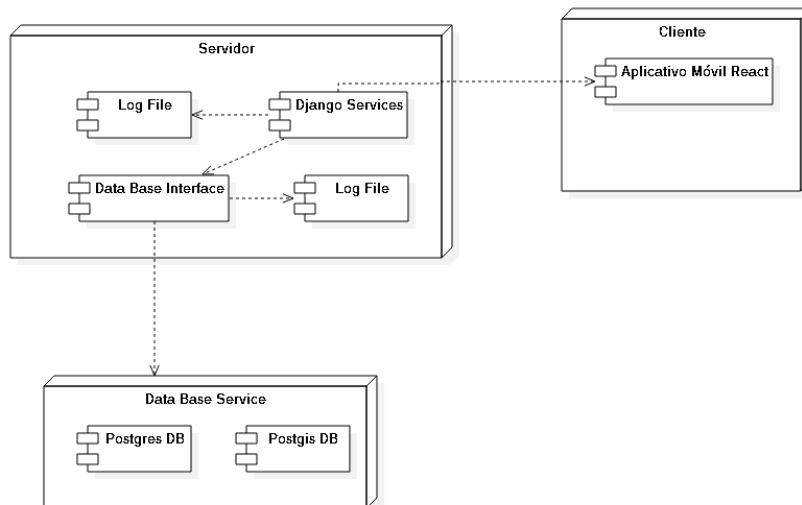 Servidor
Cliente
Aplicativo Móvil React
Log File
Django Services
Data Base Interface
Log File
Data Base Service
Postgres DB
Postgis DB